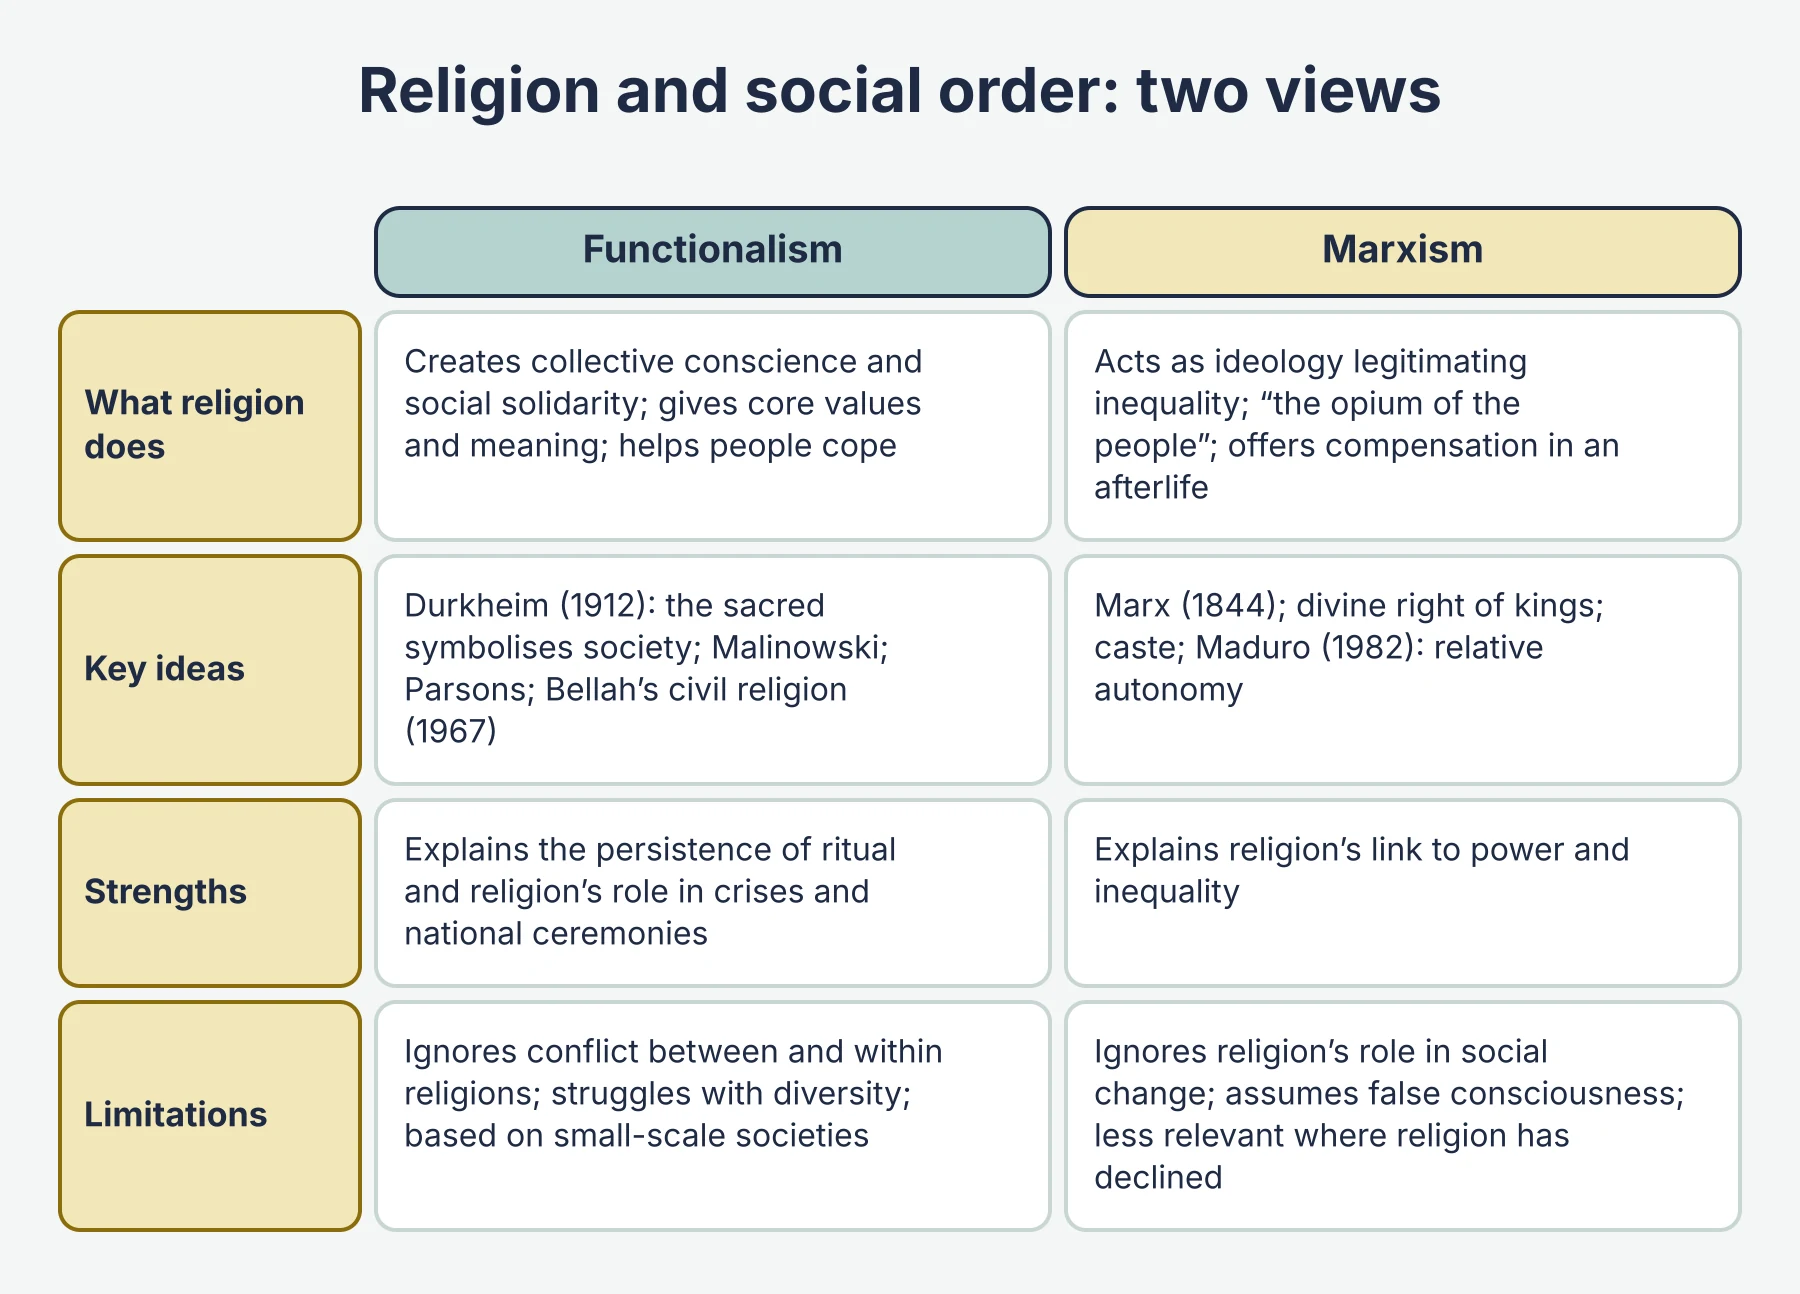 Religion and social order: two views
Functionalism
Marxism
What religion
does
Creates collective conscience and
social solidarity; gives core values
and meaning; helps people cope
Acts as ideology legitimating
inequality; “the opium of the
people”; offers compensation in an
afterlife
Key ideas
Durkheim (1912): the sacred
symbolises society; Malinowski;
Parsons; Bellah’s civil religion
(1967)
Marx (1844); divine right of kings;
caste; Maduro (1982): relative
autonomy
Strengths
Explains the persistence of ritual
and religion’s role in crises and
national ceremonies
Explains religion’s link to power and
inequality
Limitations
Ignores conflict between and within
religions; struggles with diversity;
based on small-scale societies
Ignores religion’s role in social
change; assumes false consciousness;
less relevant where religion has
declined